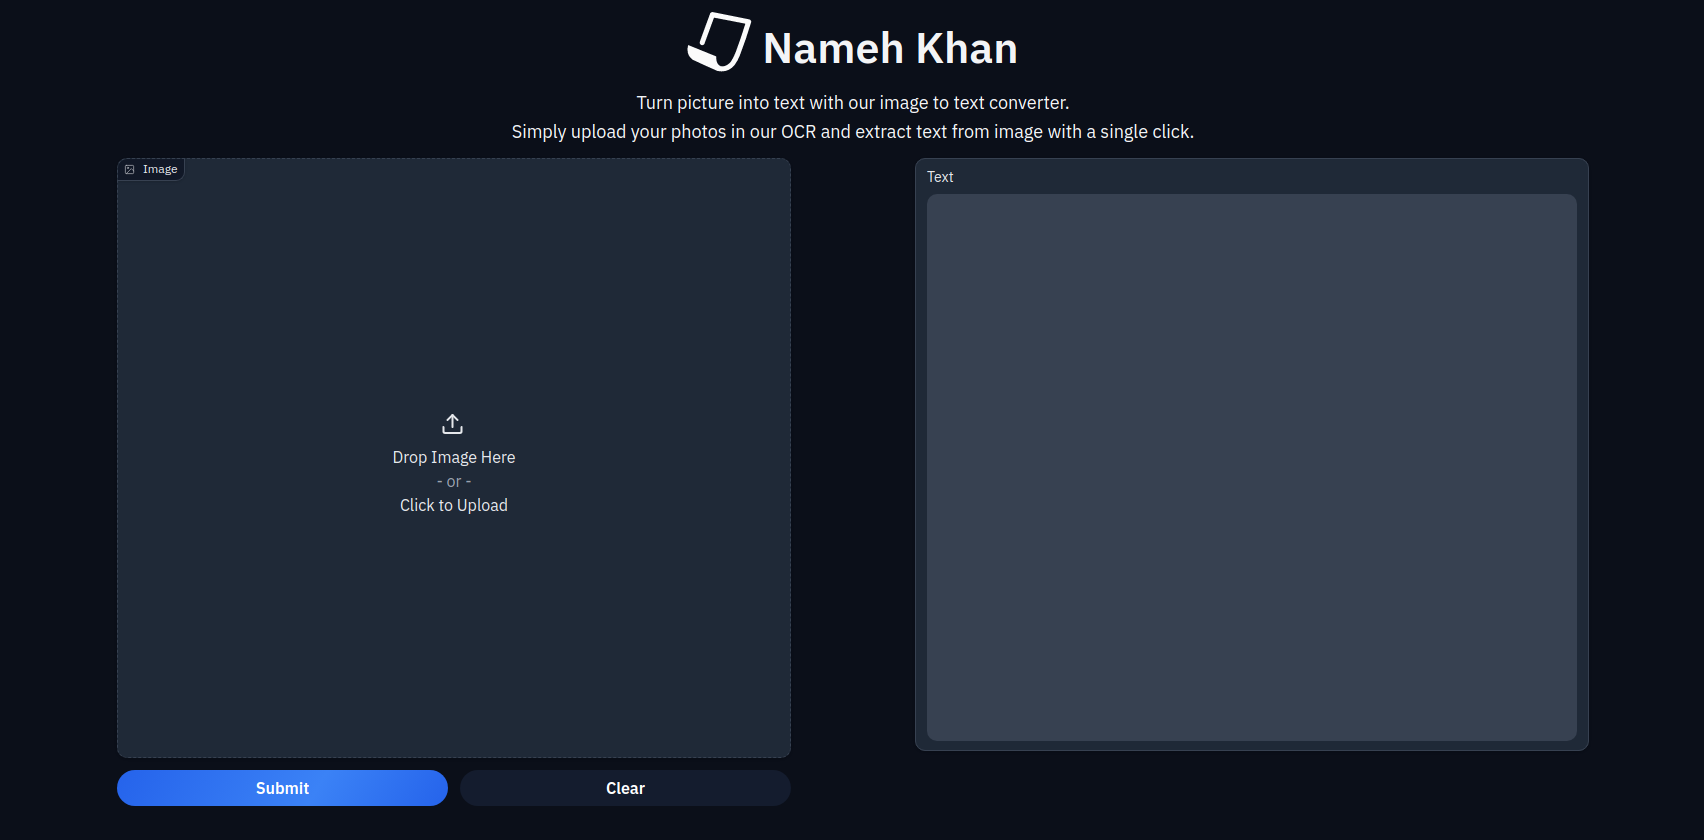 Nameh Khan
Turn picture into text with our image to text converter.
Simply upload your photos in our OCR and extract text from image with a single click.
Image
Drop Image Here
- or -
Click to Upload
Text
Submit
Clear